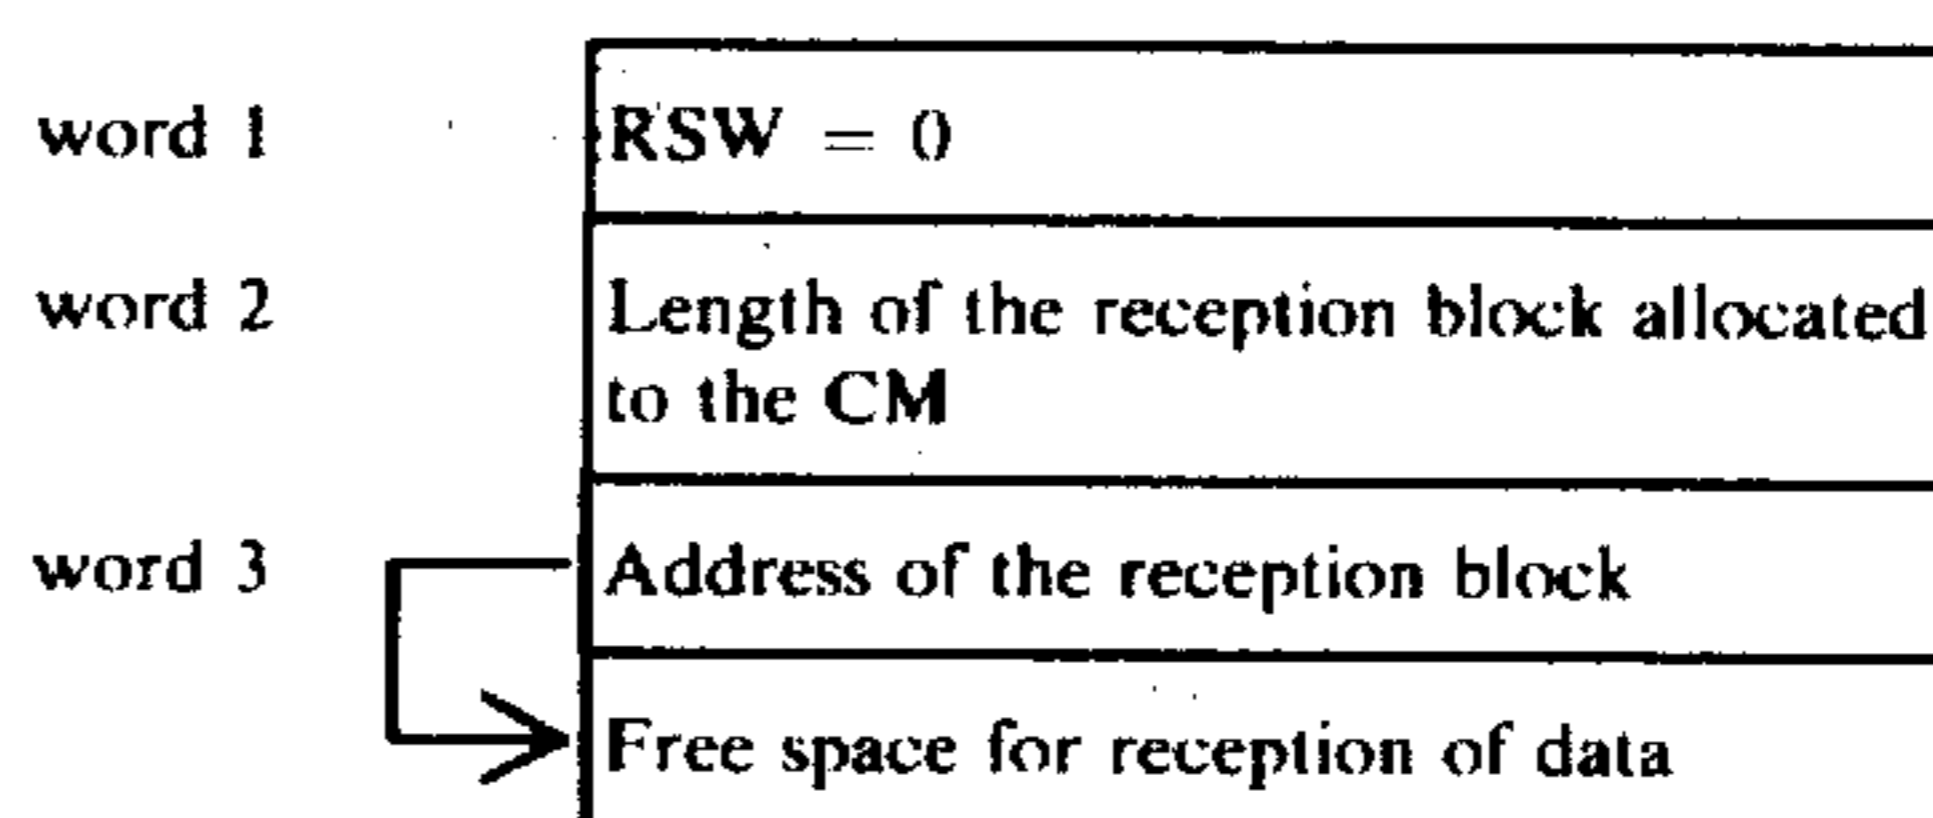 word 1 RSW = 0
word 2 Length of the reception block allocated
to the CM
word 3 Address of the reception block
Free space for reception of data